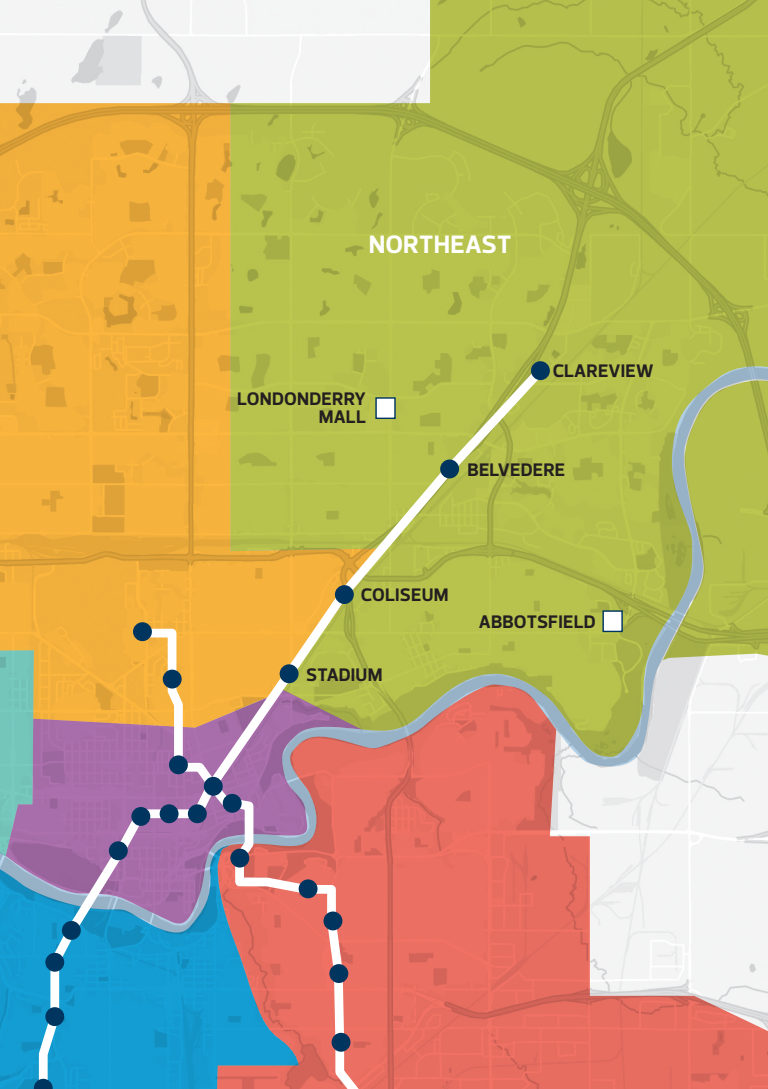 NORTHEAST
CLAREVIEW
LONDONDERRY
MALL
BELVEDERE
COLISEUM
ABBOTSFIELD
STADIUM